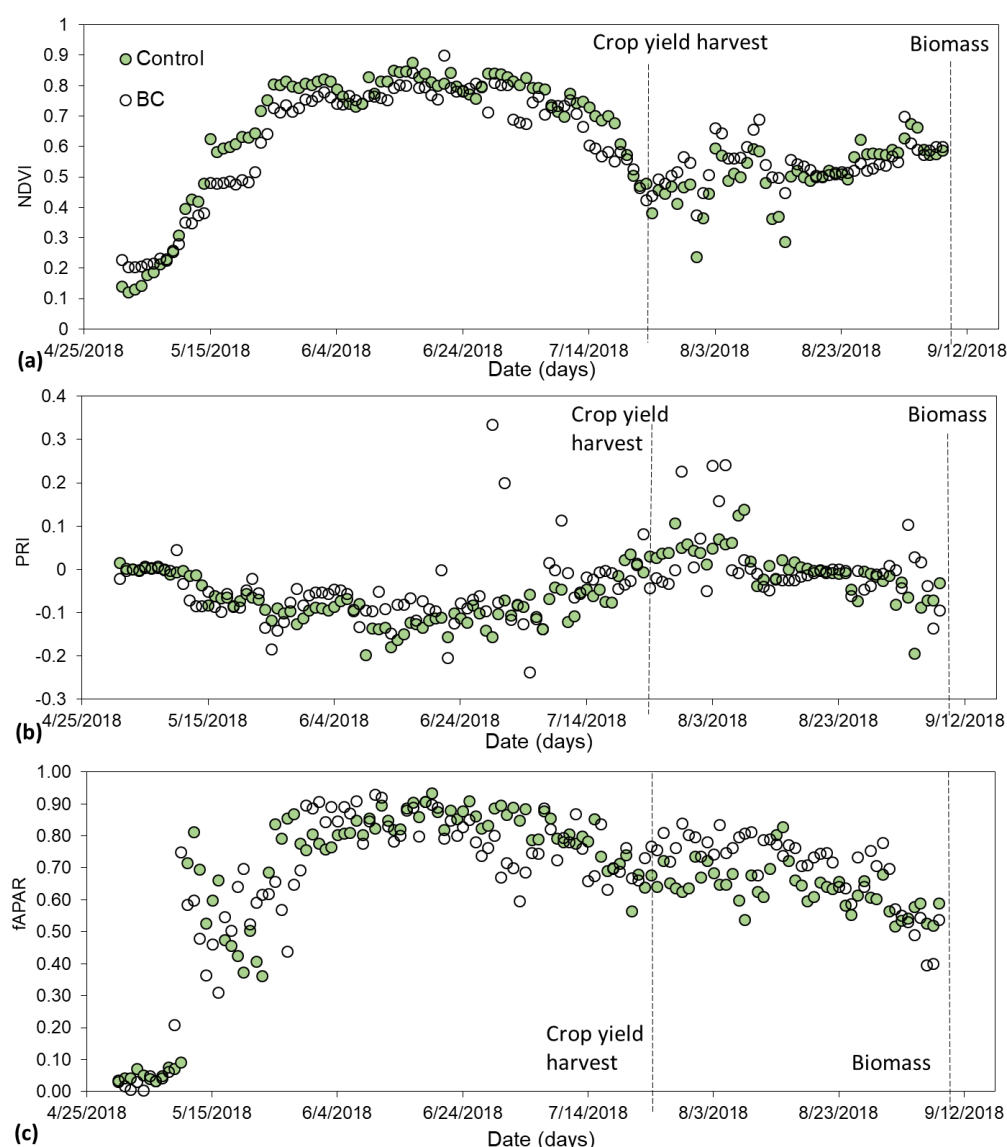 1
0.9
0.8
0.7
0.6
0.5
0.4
0.3
0.2
0.1
0
NDVI
Control
BC
Crop yield harvest
Biomass
4/25/2018 5/15/2018 6/4/2018 6/24/2018 7/14/2018 8/3/2018 8/23/2018 9/12/2018
(a)
Date (days)
0.4
0.3
0.2
0.1
0
-0.1
-0.2
-0.3
PRI
Crop yield
harvest
Biomass
4/25/2018 5/15/2018 6/4/2018 6/24/2018 7/14/2018 8/3/2018 8/23/2018 9/12/2018
(b)
Date (days)
1.00
0.90
0.80
0.70
0.60
0.50
0.40
0.30
0.20
0.10
0.00
fAPAR
Crop yield
harvest
Biomass
4/25/2018 5/15/2018 6/4/2018 6/24/2018 7/14/2018 8/3/2018 8/23/2018 9/12/2018
(c)
Date (days)